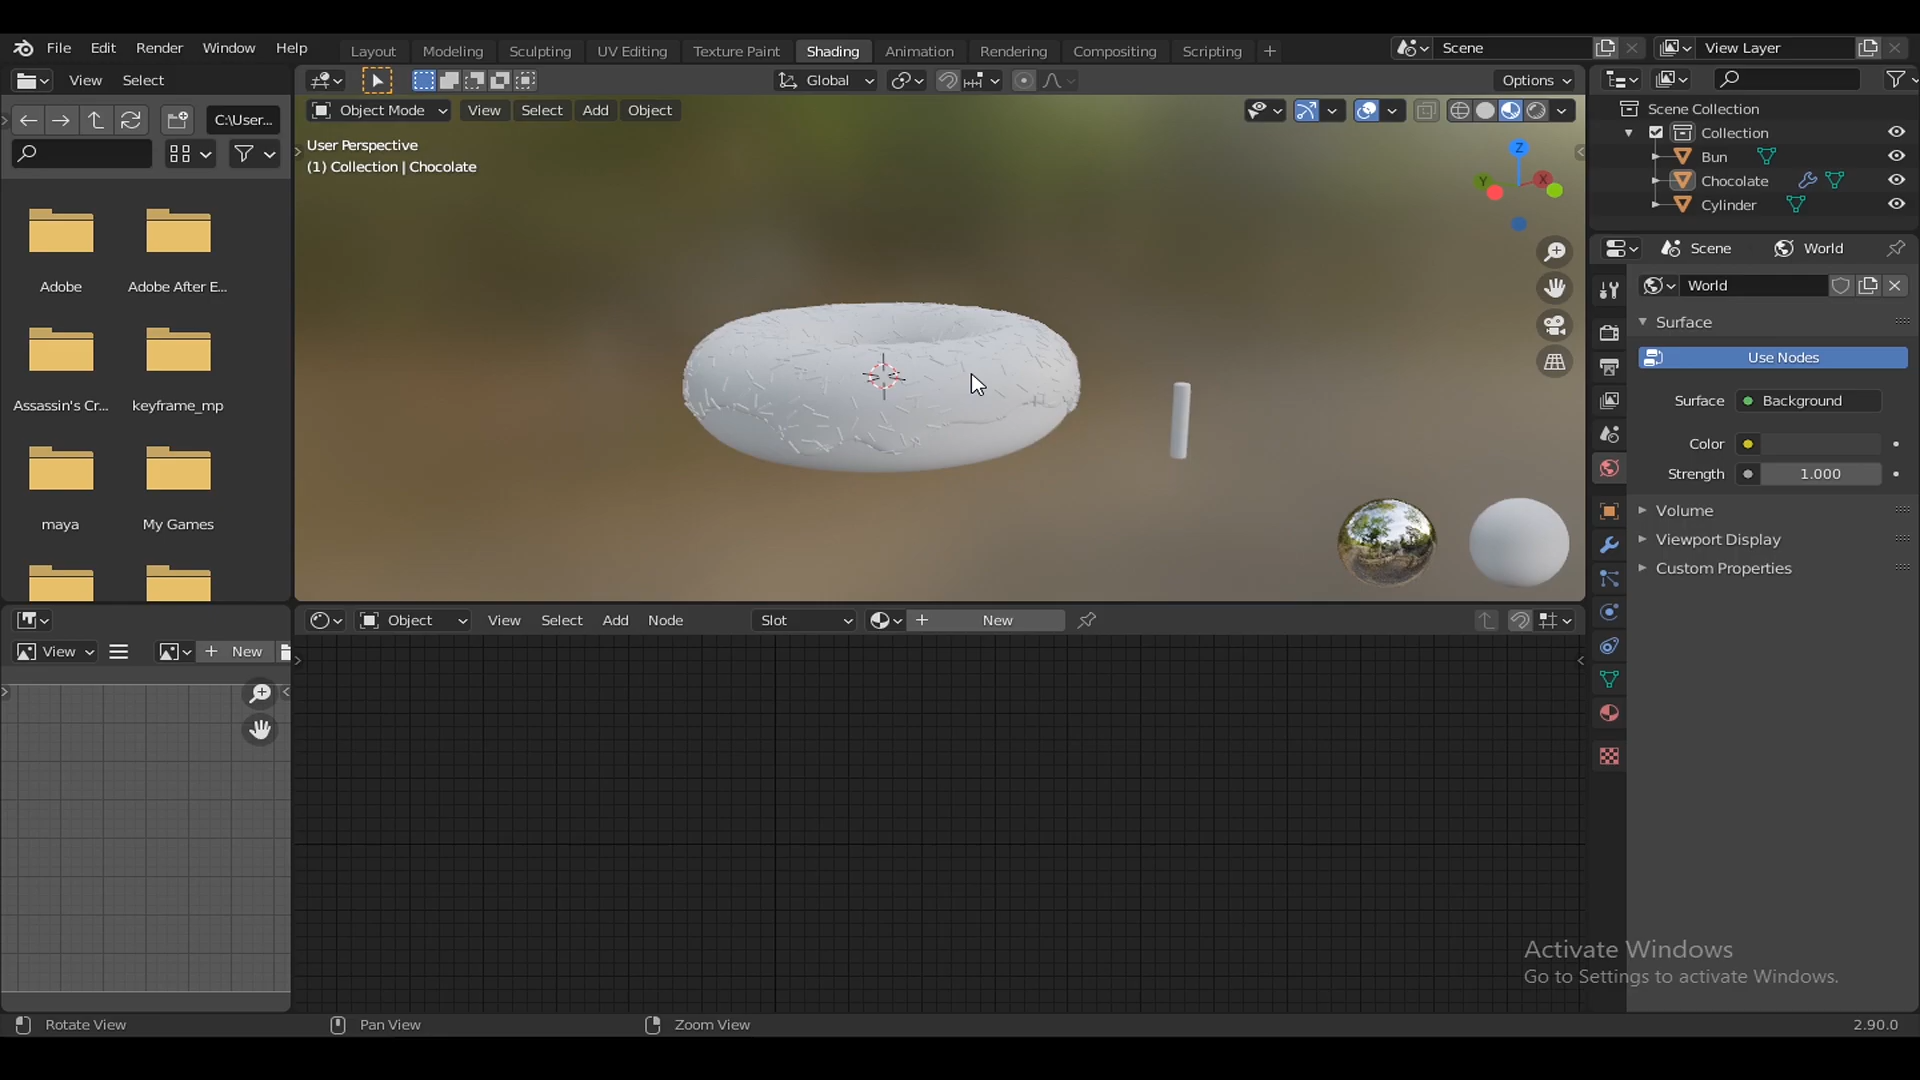 File Edit Render Window Help
Layout Modeling Sculpting UV Editing Texture Paint Shading Animation Rendering Compositing Scripting +
Scene View Layer
View Select
Global Options
C:\User...
Object Mode View Select Add Object
User Perspective
(1) Collection | Chocolate
Z
Y X
Adobe Adobe After E...
Assassin's Cr... keyframe_mp
maya My Games
Scene Collection
Collection
Bun
Chocolate
Cylinder
Scene World
World
Surface
Use Nodes
Surface Background
Color
Strength 1.000
Volume
Viewport Display
Custom Properties
Object View Select Add Node Slot + New
View + New
Activate Windows
Go to Settings to activate Windows.
Rotate View Pan View Zoom View 2.90.0